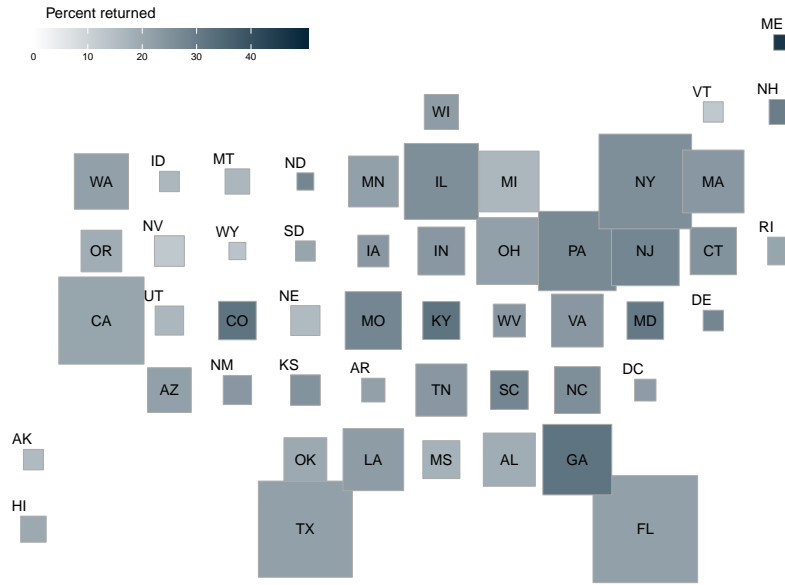 Percent returned
0 10 20 30 40
ME
WI VT NH
WA ID MT ND MN IL MI NY MA
OR NV WY SD IA IN OH PA NJ CT RI
CA UT CO NE MO KY WV VA MD DE
AZ NM KS AR TN SC NC DC
AK OK LA MS AL GA
HI TX FL